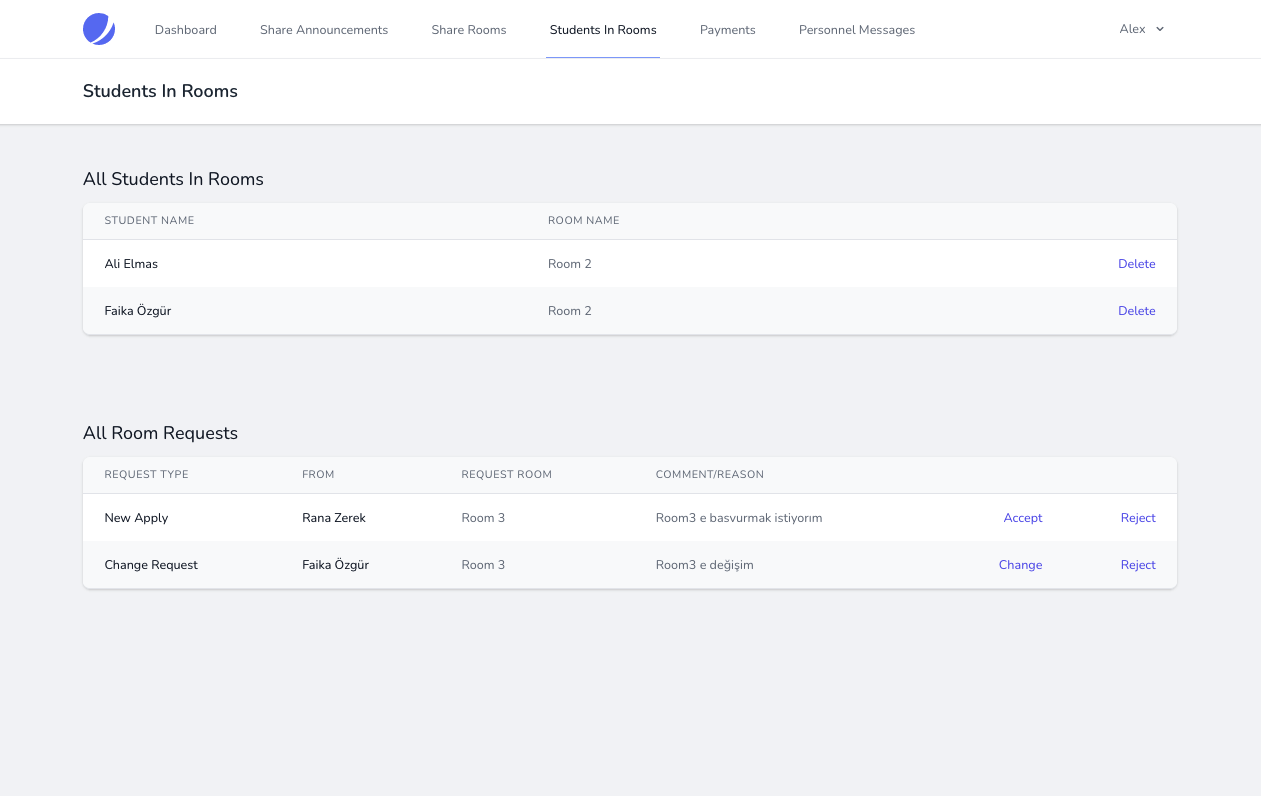 Dashboard Share Announcements Share Rooms Students In Rooms Payments Personnel Messages Alex
Students In Rooms
All Students In Rooms
STUDENT NAME ROOM NAME
Ali Elmas Room 2 Delete
Faika Özgür Room 2 Delete
All Room Requests
REQUEST TYPE FROM REQUEST ROOM COMMENT/REASON
New Apply Rana Zerek Room 3 Room3 e basvurmak istiyorım Accept Reject
Change Request Faika Özgür Room 3 Room3 e değişim Change Reject